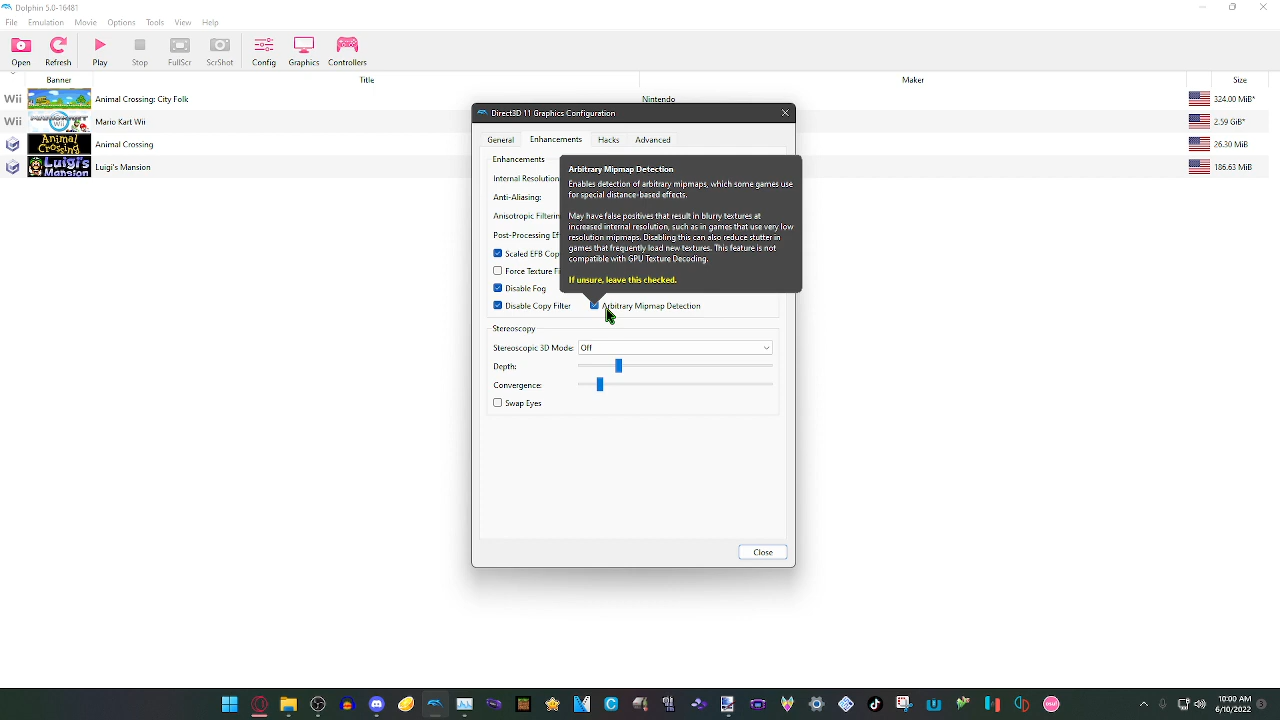 Dolphin 5.0-16481
File Emulation Movie Options Tools View Help
Open Refresh Play Stop FullScr ScrShot Config Graphics Controllers
Banner Title Maker Size
Wii Animal Crossing: City Folk Nintendo 324.00 MiB*
Wii MARIOKART Wii Mario Kart Wii 2.59 GiB*
Animal Crossing Animal Crossing 26.30 MiB
Luigi's Mansion Luigi's Mansion 186.63 MiB
Direct3D 11 Graphics Configuration
General Enhancements Hacks Advanced
Enhancements
Internal Resolution
Anti-Aliasing:
Anisotropic Filterin
Post-Processing Ef
Scaled EFB Cop
Force Texture Fi
Disable Fog
Disable Copy Filter Arbitrary Mipmap Detection
Arbitrary Mipmap Detection
Enables detection of arbitrary mipmaps, which some games use
for special distance-based effects.
May have false positives that result in blurry textures at
increased internal resolution, such as in games that use very low
resolution mipmaps. Disabling this can also reduce stutter in
games that frequently load new textures. This feature is not
compatible with GPU Texture Decoding.
If unsure, leave this checked.
Stereoscopy
Stereoscopic 3D Mode: Off
Depth:
Convergence:
Swap Eyes
Close
10:00 AM
6/10/2022